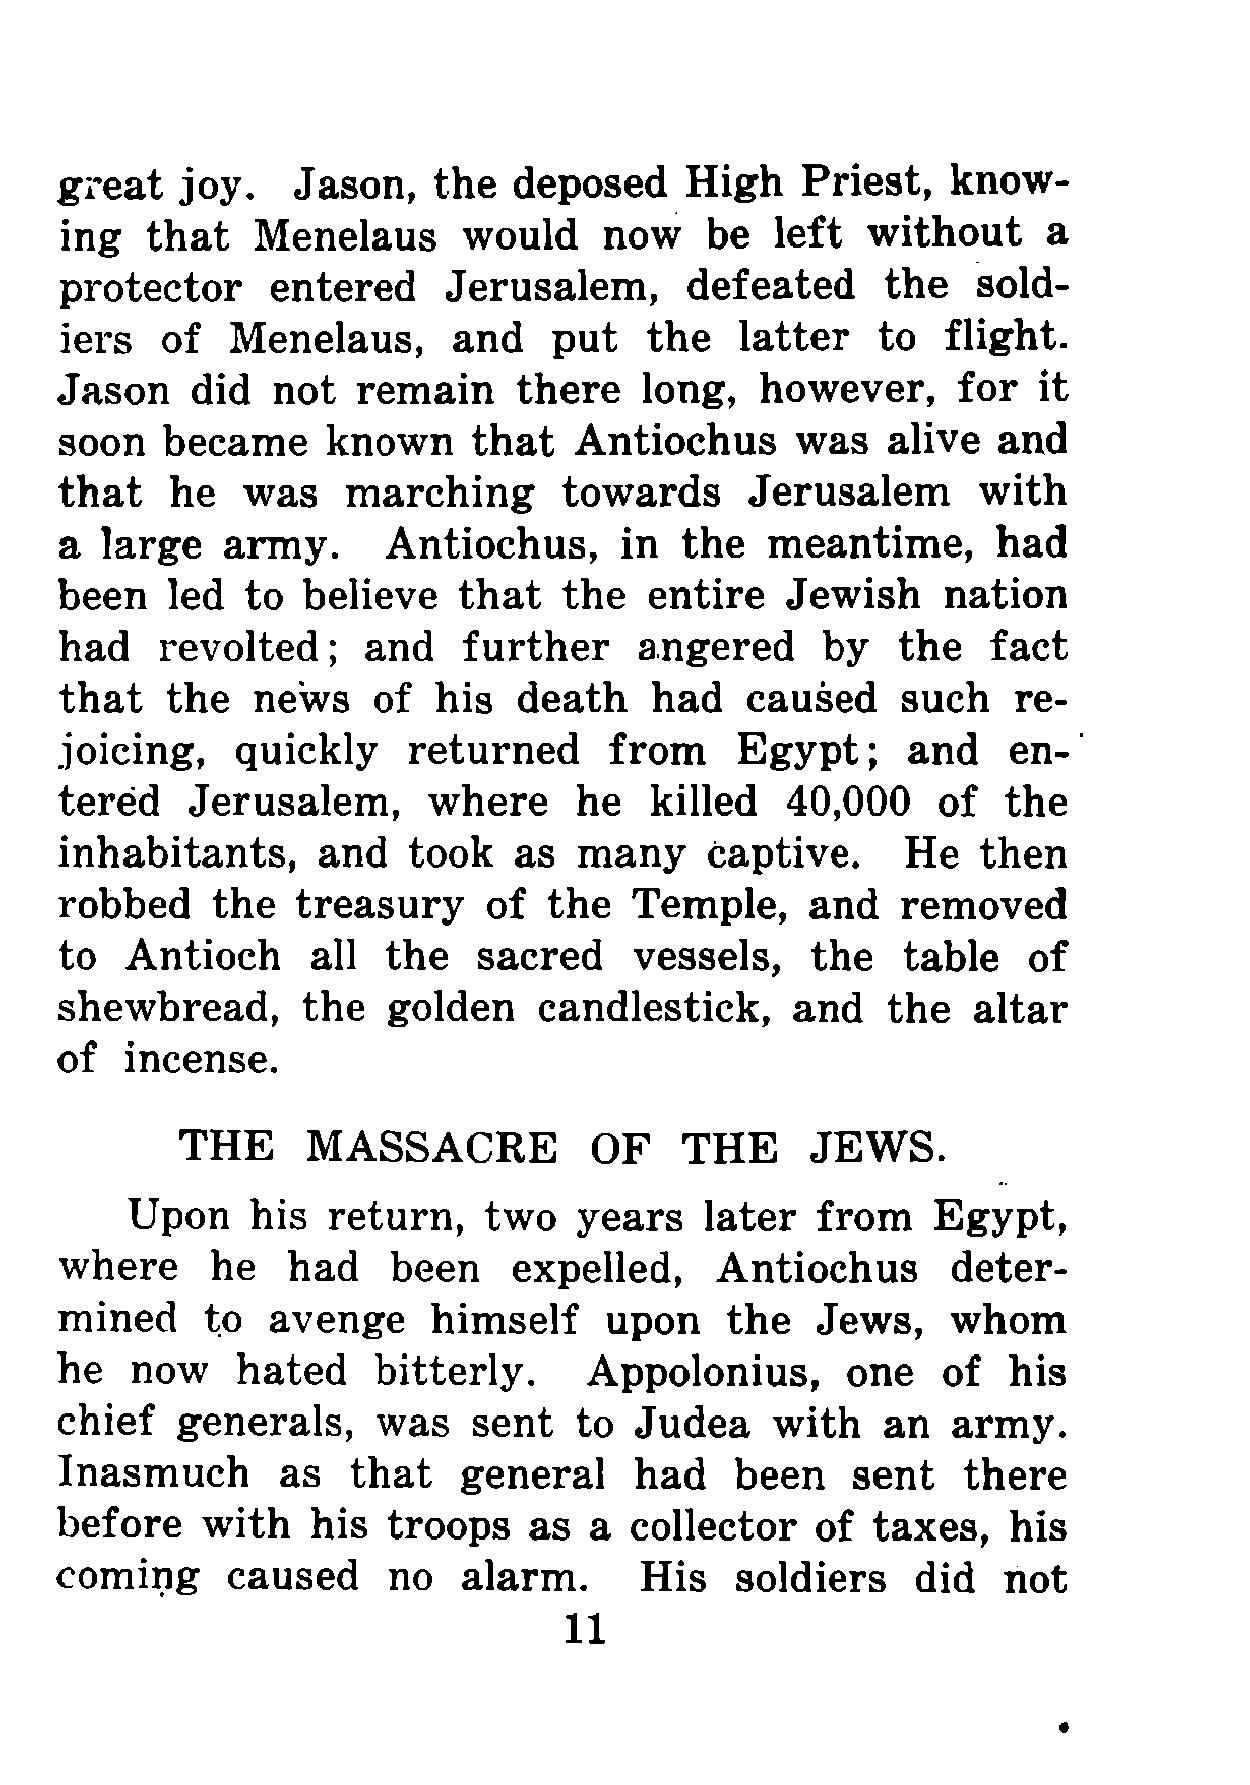 great joy. Jason, the deposed High Priest, know-
ing that Menelaus would now be left without a
protector entered Jerusalem, defeated the sold-
iers of Menelaus, and put the latter to flight.
Jason did not remain there long, however, for it
soon became known that Antiochus was alive and
that he was marching towards Jerusalem with
a large army. Antiochus, in the meantime, had
been led to believe that the entire Jewish nation
had revolted; and further angered by the fact
that the news of his death had caused such re-
joicing, quickly returned from Egypt; and en-
tered Jerusalem, where he killed 40,000 of the
inhabitants, and took as many captive. He then
robbed the treasury of the Temple, and removed
to Antioch all the sacred vessels, the table of
shewbread, the golden candlestick, and the altar
of incense.
THE MASSACRE OF THE JEWS.
Upon his return, two years later from Egypt,
where he had been expelled, Antiochus deter-
mined to avenge himself upon the Jews, whom
he now hated bitterly. Appolonius, one of his
chief generals, was sent to Judea with an army.
Inasmuch as that general had been sent there
before with his troops as a collector of taxes, his
coming caused no alarm. His soldiers did not
11